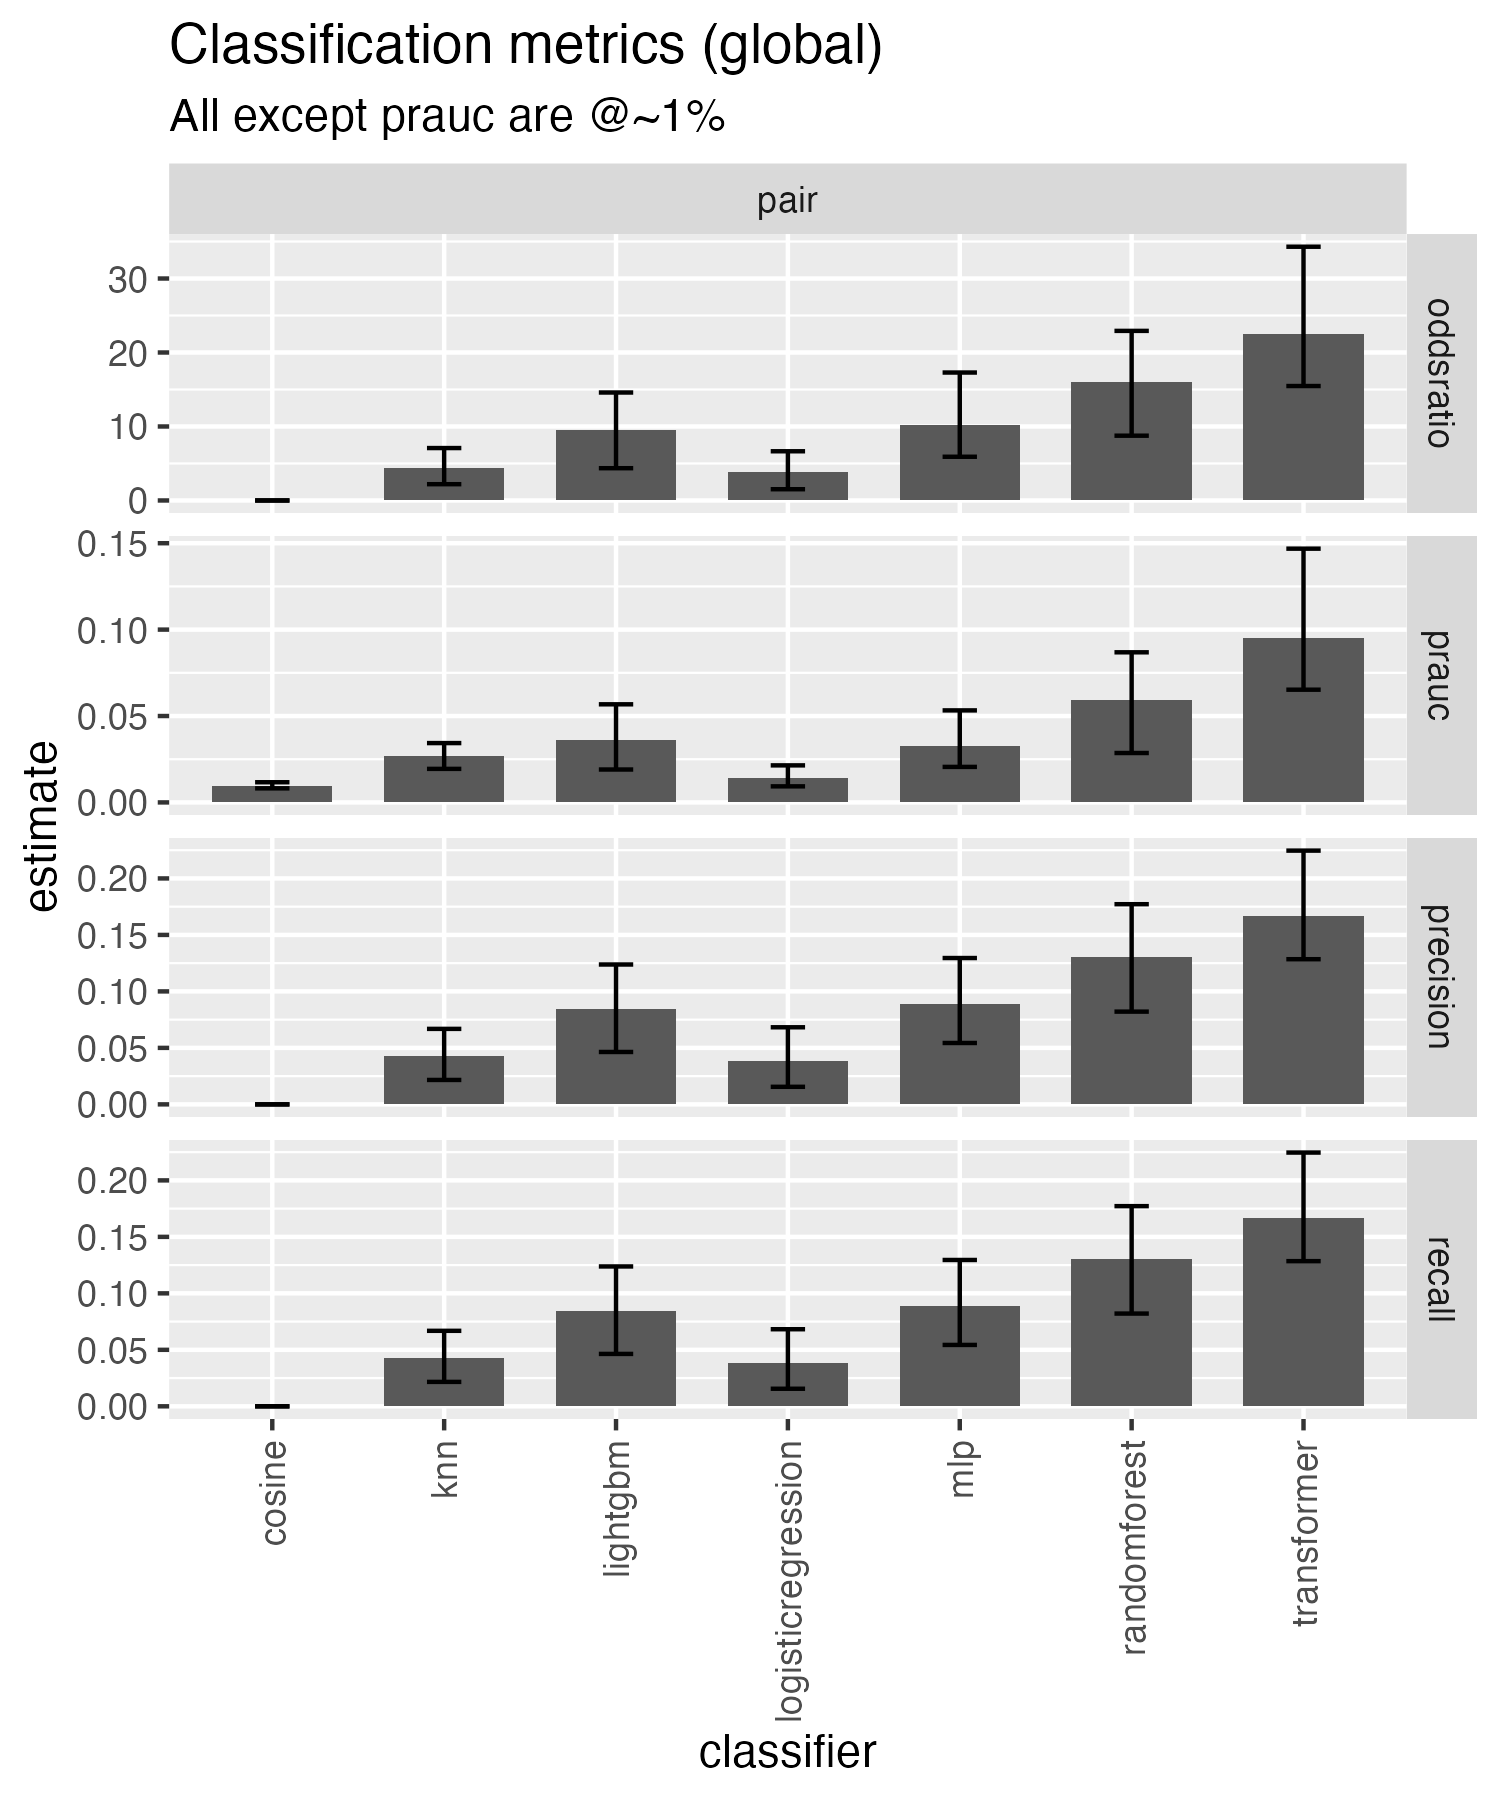 Classification metrics (global)
All except prauc are @~1%
pair
30
20
10
0
oddsratio
0.15
0.10
0.05
0.00
prauc
estimate
0.20
0.15
0.10
0.05
0.00
precision
0.20
0.15
0.10
0.05
0.00
recall
cosine
knn
lightgbm
logisticregression
mlp
randomforest
transformer
classifier